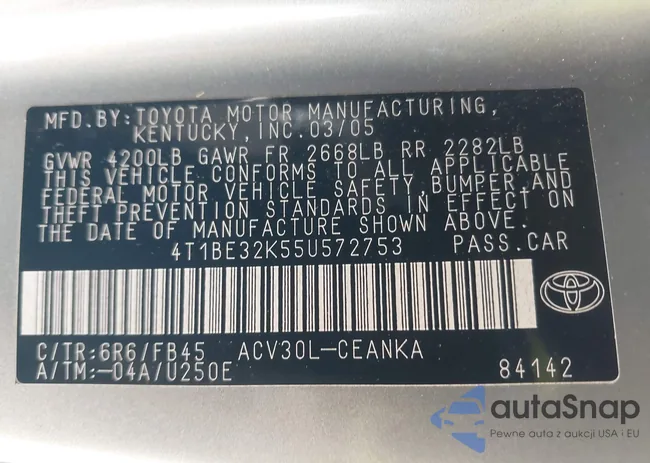 MFD.BY:TOYOTA MOTOR MANUFACTURING,
KENTUCKY,INC.03/05
GVWR 4200LB GAWR FR 2668LB RR 2282LB
THIS VEHICLE CONFORMS TO ALL APPLICABLE
FEDERAL MOTOR VEHICLE SAFETY,BUMPER,AND
THEFT PREVENTION STANDARDS IN EFFECT ON
THE DATE OF MANUFACTURE SHOWN ABOVE.
4T1BE32K55U572753 PASS.CAR
C/TR:6R6/FB45 ACV30L-CEANKA
A/TM:-04A/U250E 84142
autaSnap
Pewne auta z aukcji USA i EU